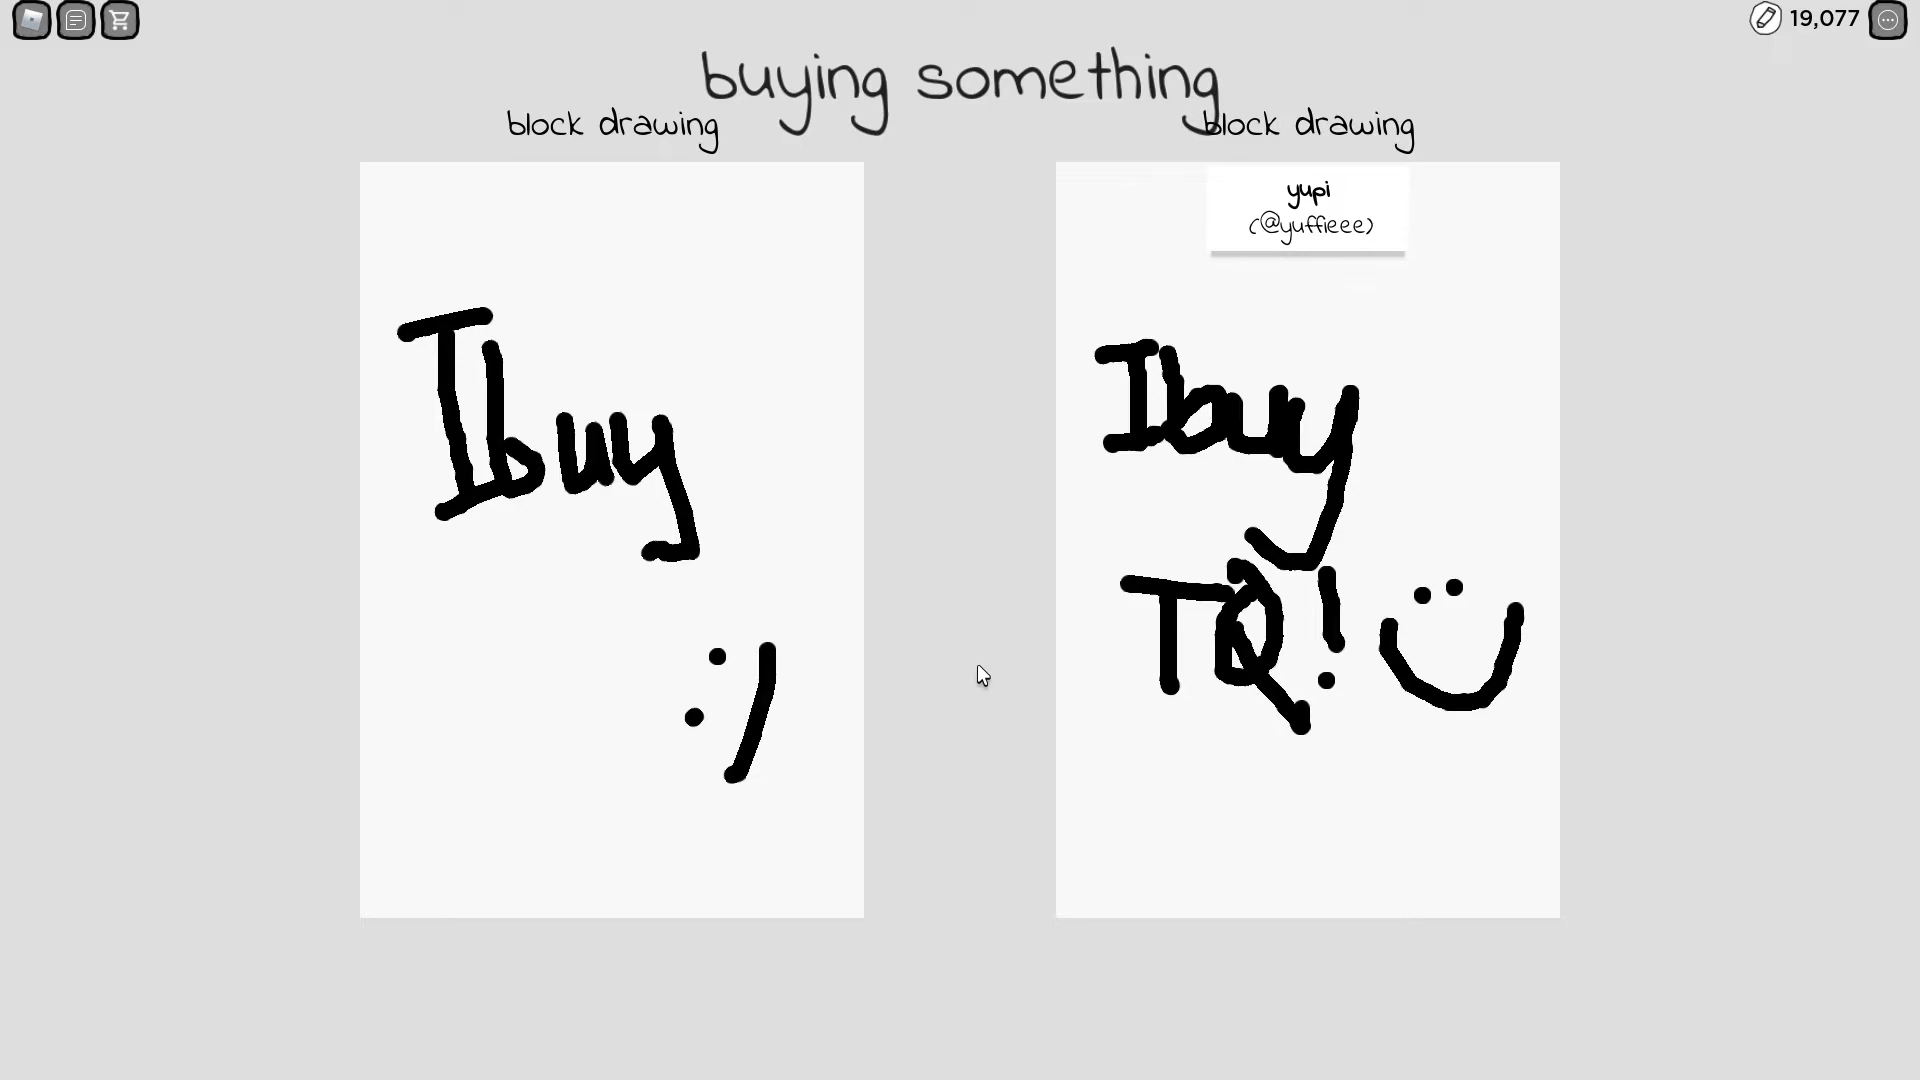 19,077
buying something
block drawing
block drawing
yupi
(@yuffieee)
Ibuy
:)
Ibuy
TQ!